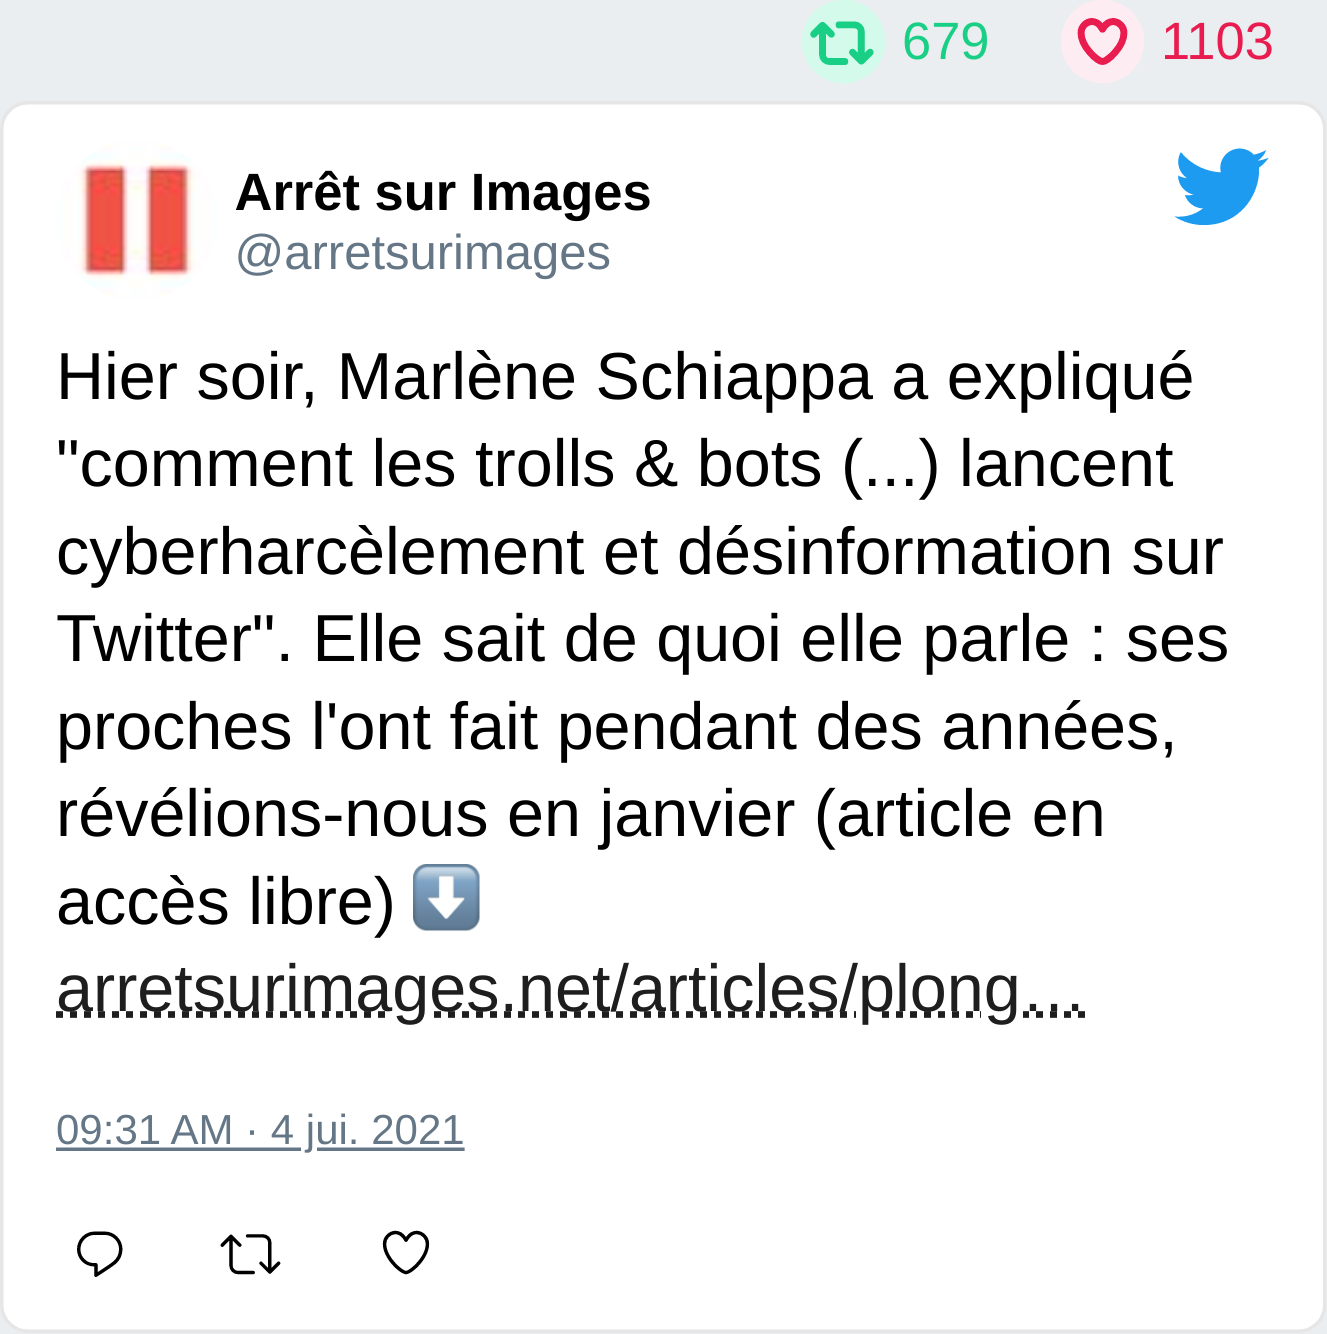 679 1103
Arrêt sur Images
@arretsurimages
Hier soir, Marlène Schiappa a expliqué
"comment les trolls & bots (...) lancent
cyberharcèlement et désinformation sur
Twitter". Elle sait de quoi elle parle : ses
proches l'ont fait pendant des années,
révélions-nous en janvier (article en
accès libre) ⬇️
arretsurimages.net/articles/plong...
09:31 AM · 4 jui. 2021